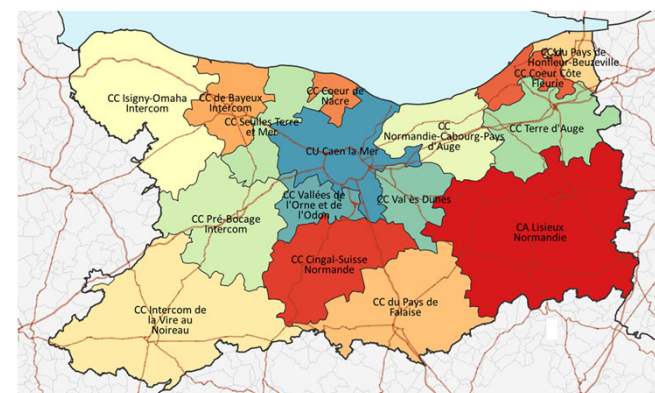 CC du Pays de
Honfleur-Beuzeville
CC Coeur Côte
Fleurie
CC Isigny-Omaha
Intercom
CC de Bayeux
Intercom
CC Coeur de
Nacre
CC Seulles Terre
et Mer
CU Caen la Mer
CC
Normandie-Cabourg-Pays
d'Auge
CC Terre d'Auge
CC Vallées de
l'Orne et de
l'Odon
CC Val ès Dunes
CC Pré-Bocage
Intercom
CA Lisieux
Normandie
CC Cingal-Suisse
Normande
CC Intercom de
la Vire au
Noireau
CC du Pays de
Falaise